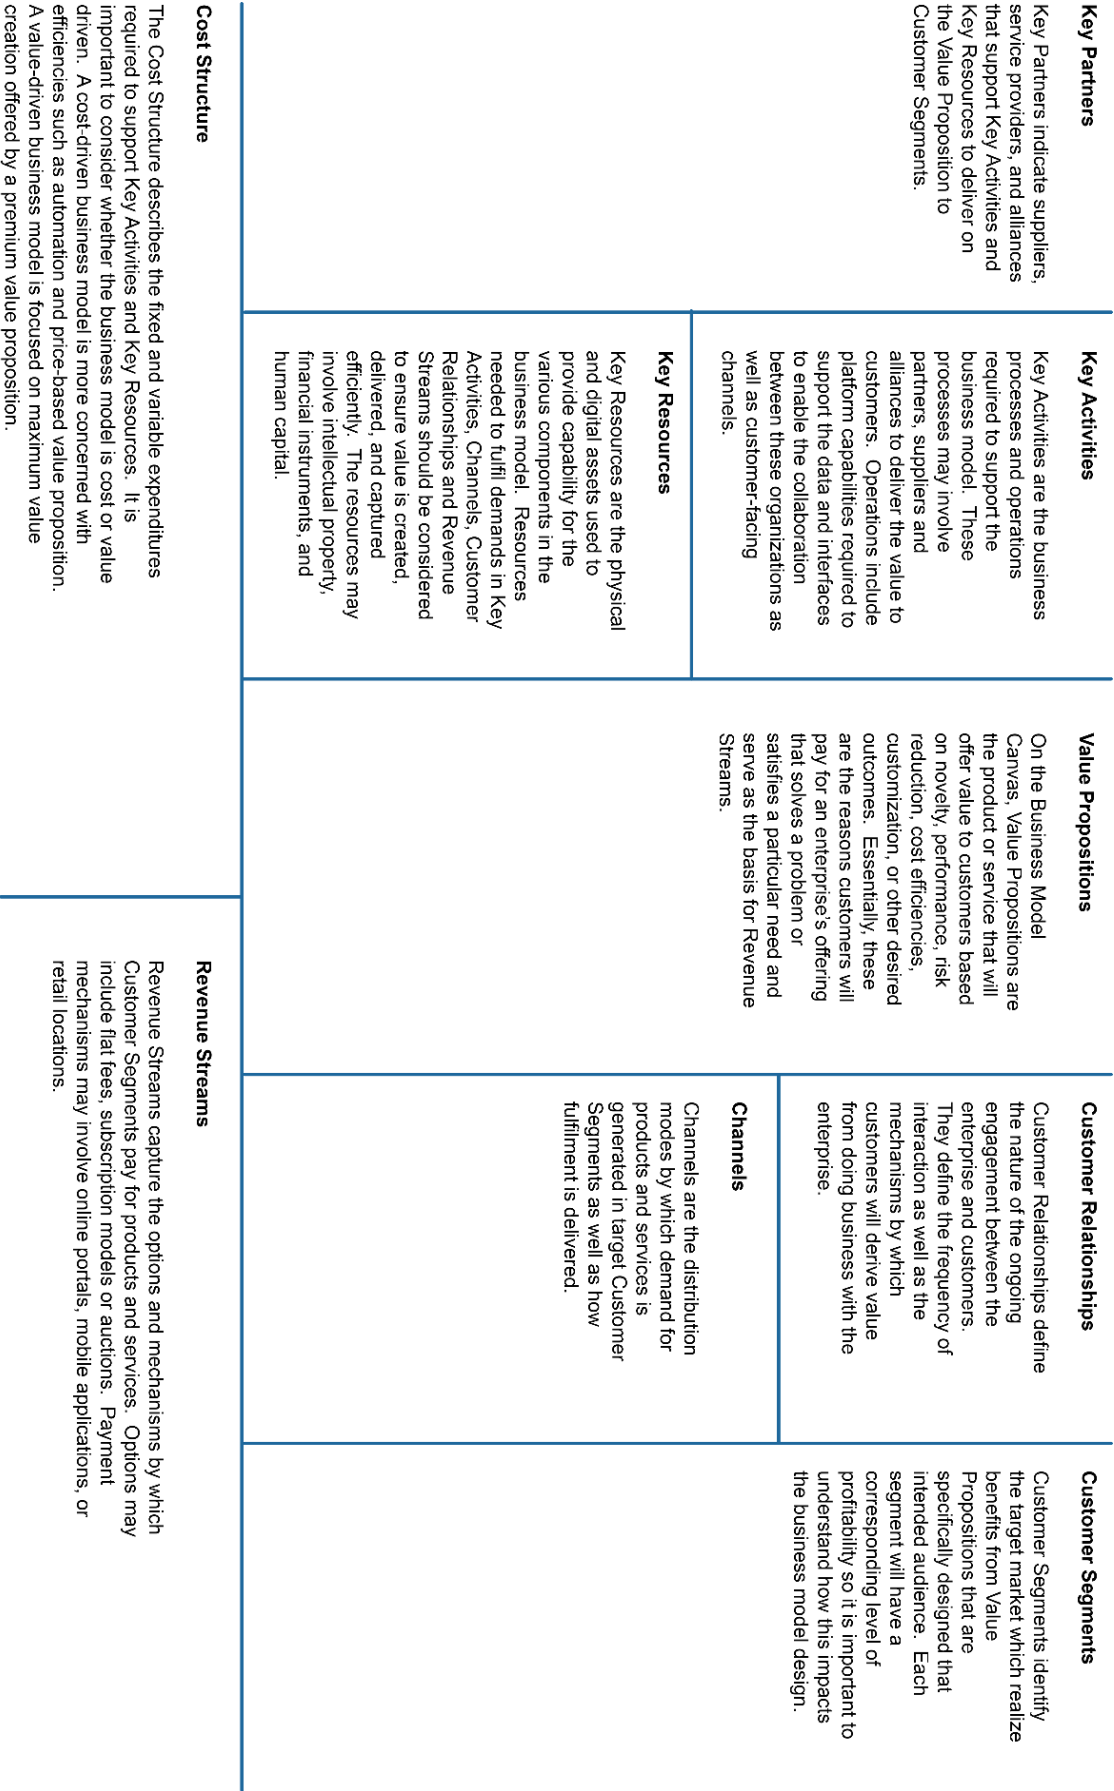 Key Partners
Key Partners indicate suppliers,
service providers, and alliances
that support Key Activities and
Key Resources to deliver on
the Value Proposition to
Customer Segments.
Key Activities
Key Activities are the business
processes and operations
required to support the
business model.  These
processes may involve
partners, suppliers and
alliances to deliver the value to
customers.  Operations include
platform capabilities required to
support the data and interfaces
to enable the collaboration
between these organizations as
well as customer-facing
channels.
Key Resources
Key Resources are the physical
and digital assets used to
provide capability for the
various components in the
business model.  Resources
needed to fulfil demands in Key
Activities, Channels, Customer
Relationships and Revenue
Streams should be considered
to ensure value is created,
delivered, and captured
efficiently.  The resources may
involve intellectual property,
financial instruments, and
human capital.
Value Propositions
On the Business Model
Canvas, Value Propositions are
the product or service that will
offer value to customers based
on novelty, performance, risk
reduction, cost efficiencies,
customization, or other desired
outcomes.  Essentially, these
are the reasons customers will
pay for an enterprise's offering
that solves a problem or
satisfies a particular need and
serve as the basis for Revenue
Streams.
Customer Relationships
Customer Relationships define
the nature of the ongoing
engagement between the
enterprise and customers.
They define the frequency of
interaction as well as the
mechanisms by which
customers will derive value
from doing business with the
enterprise.
Channels
Channels are the distribution
modes by which demand for
products and services is
generated in target Customer
Segments as well as how
fulfilment is delivered.
Customer Segments
Customer Segments identify
the target market which realize
benefits from Value
Propositions that are
specifically designed that
intended audience.  Each
segment will have a
corresponding level of
profitability so it is important to
understand how this impacts
the business model design.
Cost Structure
The Cost Structure describes the fixed and variable expenditures
required to support Key Activities and Key Resources.  It is
important to consider whether the business model is cost or value
driven.  A cost-driven business model is more concerned with
efficiencies such as automation and price-based value proposition.
A value-driven business model is focused on maximum value
creation offered by a premium value proposition.
Revenue Streams
Revenue Streams capture the options and mechanisms by which
Customer Segments pay for products and services.  Options may
include flat fees, subscription models or auctions.  Payment
mechanisms may involve online portals, mobile applications, or
retail locations.